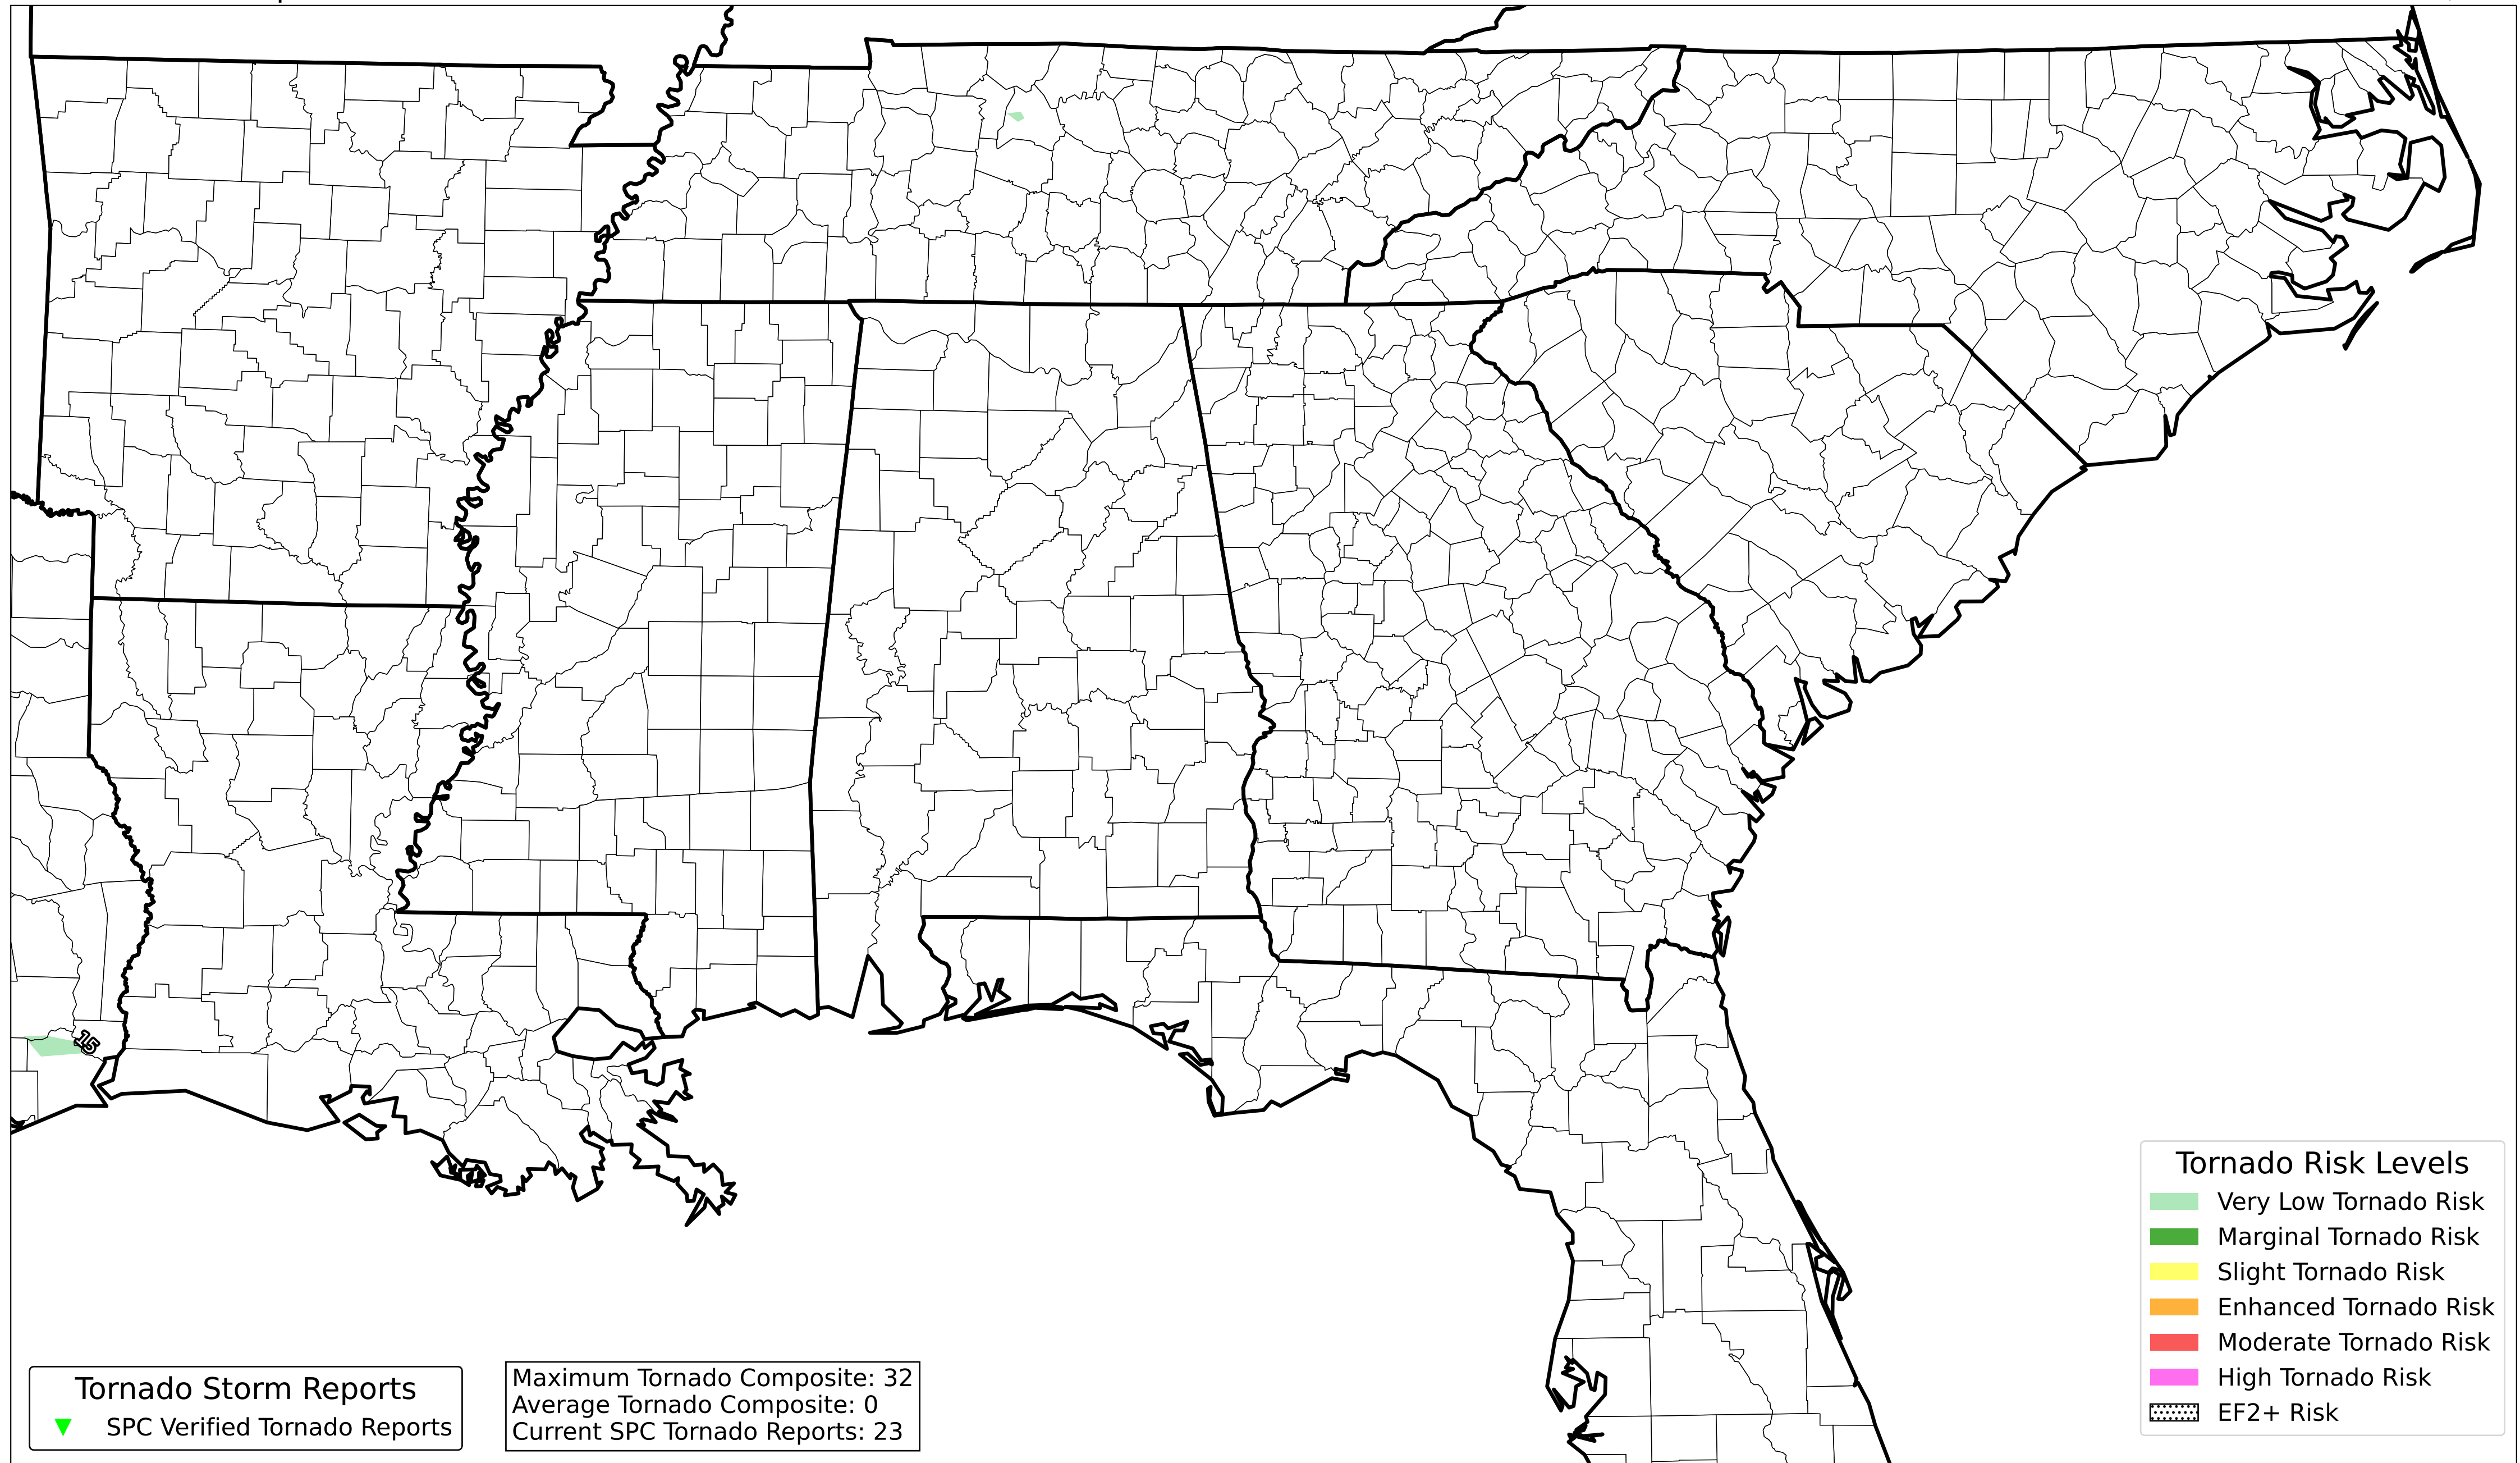 15
Tornado Storm Reports
SPC Verified Tornado Reports
Maximum Tornado Composite: 32
Average Tornado Composite: 0
Current SPC Tornado Reports: 23
Tornado Risk Levels
Very Low Tornado Risk
Marginal Tornado Risk
Slight Tornado Risk
Enhanced Tornado Risk
Moderate Tornado Risk
High Tornado Risk
EF2+ Risk